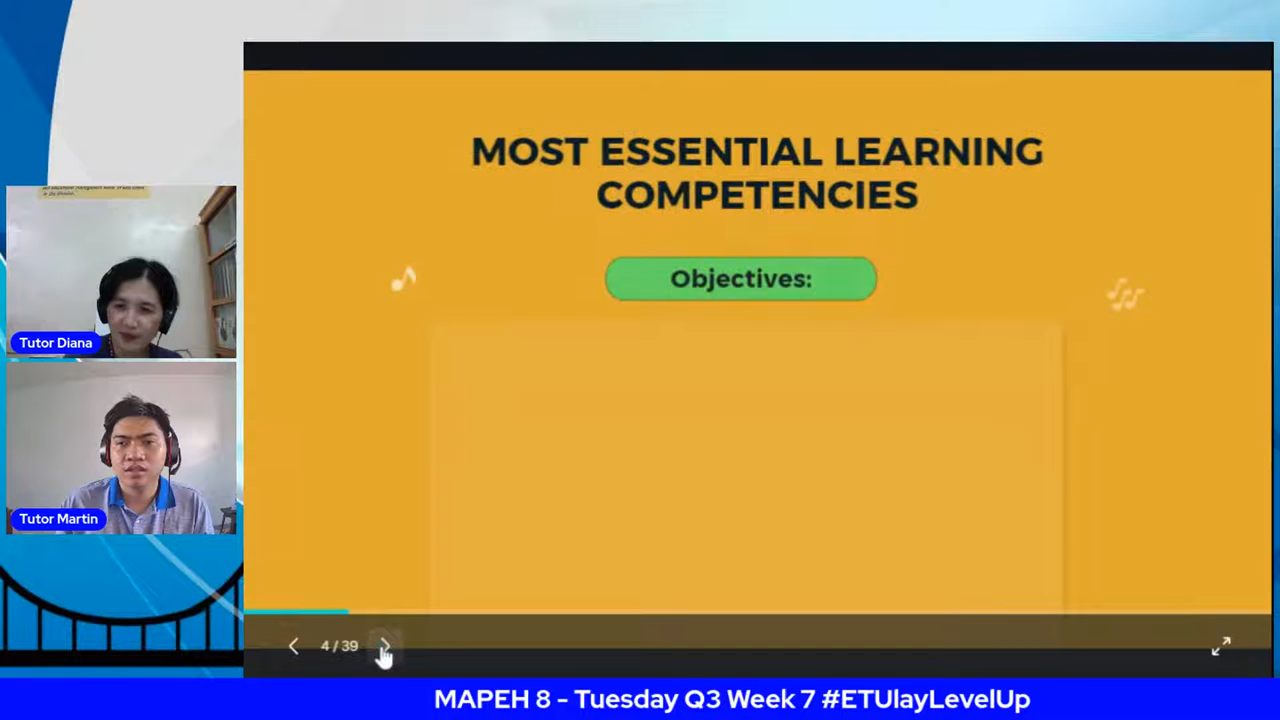 MOST ESSENTIAL LEARNING
COMPETENCIES
Objectives:
Tutor Diana
Tutor Martin
4 / 39
MAPEH 8 - Tuesday Q3 Week 7 #ETUlayLevelUp